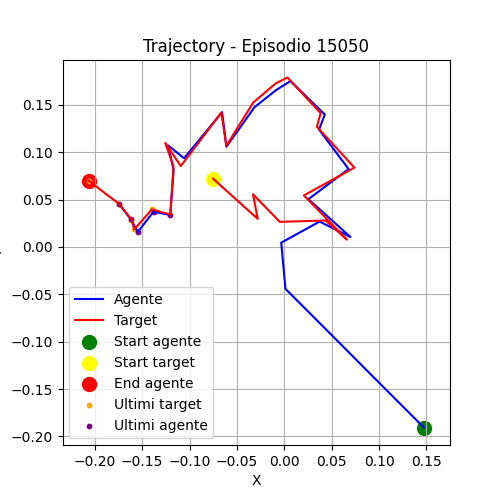 Trajectory - Episodio 15050
0.15
0.10
0.05
0.00
−0.05
−0.10
−0.15
−0.20
Agente
Target
Start agente
Start target
End agente
Ultimi target
Ultimi agente
−0.20 −0.15 −0.10 −0.05 0.00 0.05 0.10 0.15
X